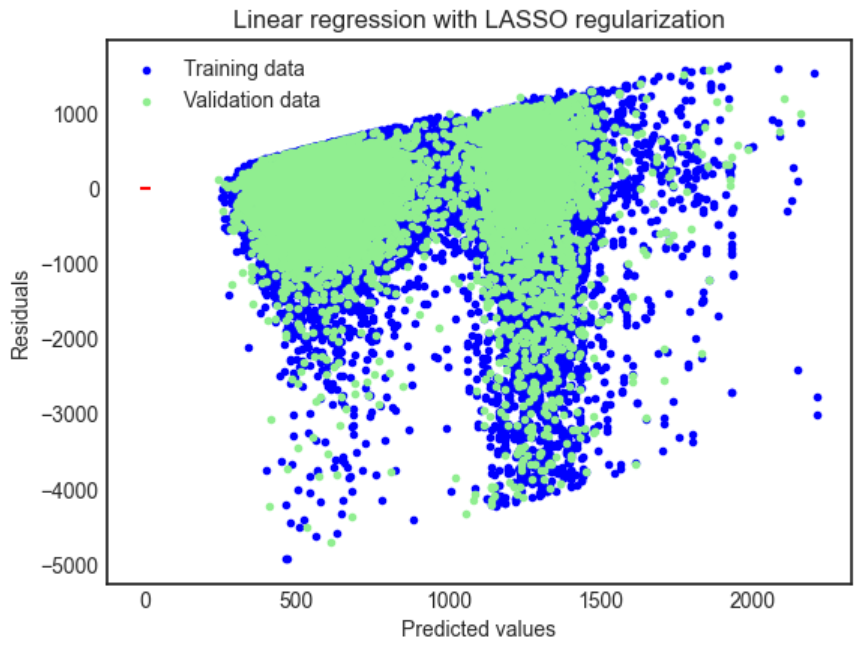 Linear regression with LASSO regularization
Training data
Validation data
1000
0
−1000
−2000
−3000
−4000
−5000
Residuals
0 500 1000 1500 2000
Predicted values